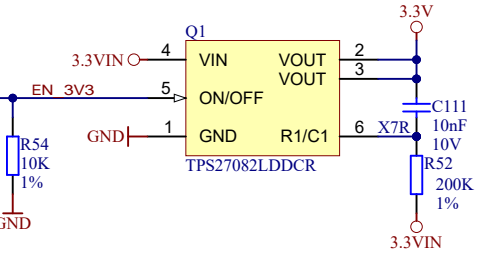 3.3V
Q1
3.3VIN 4 VIN VOUT 2
VOUT 3
EN_3V3 5 ON/OFF
C111
10nF
10V
GND 1 GND R1/C1 6 X7R
R54
10K
1%
TPS27082LDDCR
R52
200K
1%
GND
3.3VIN